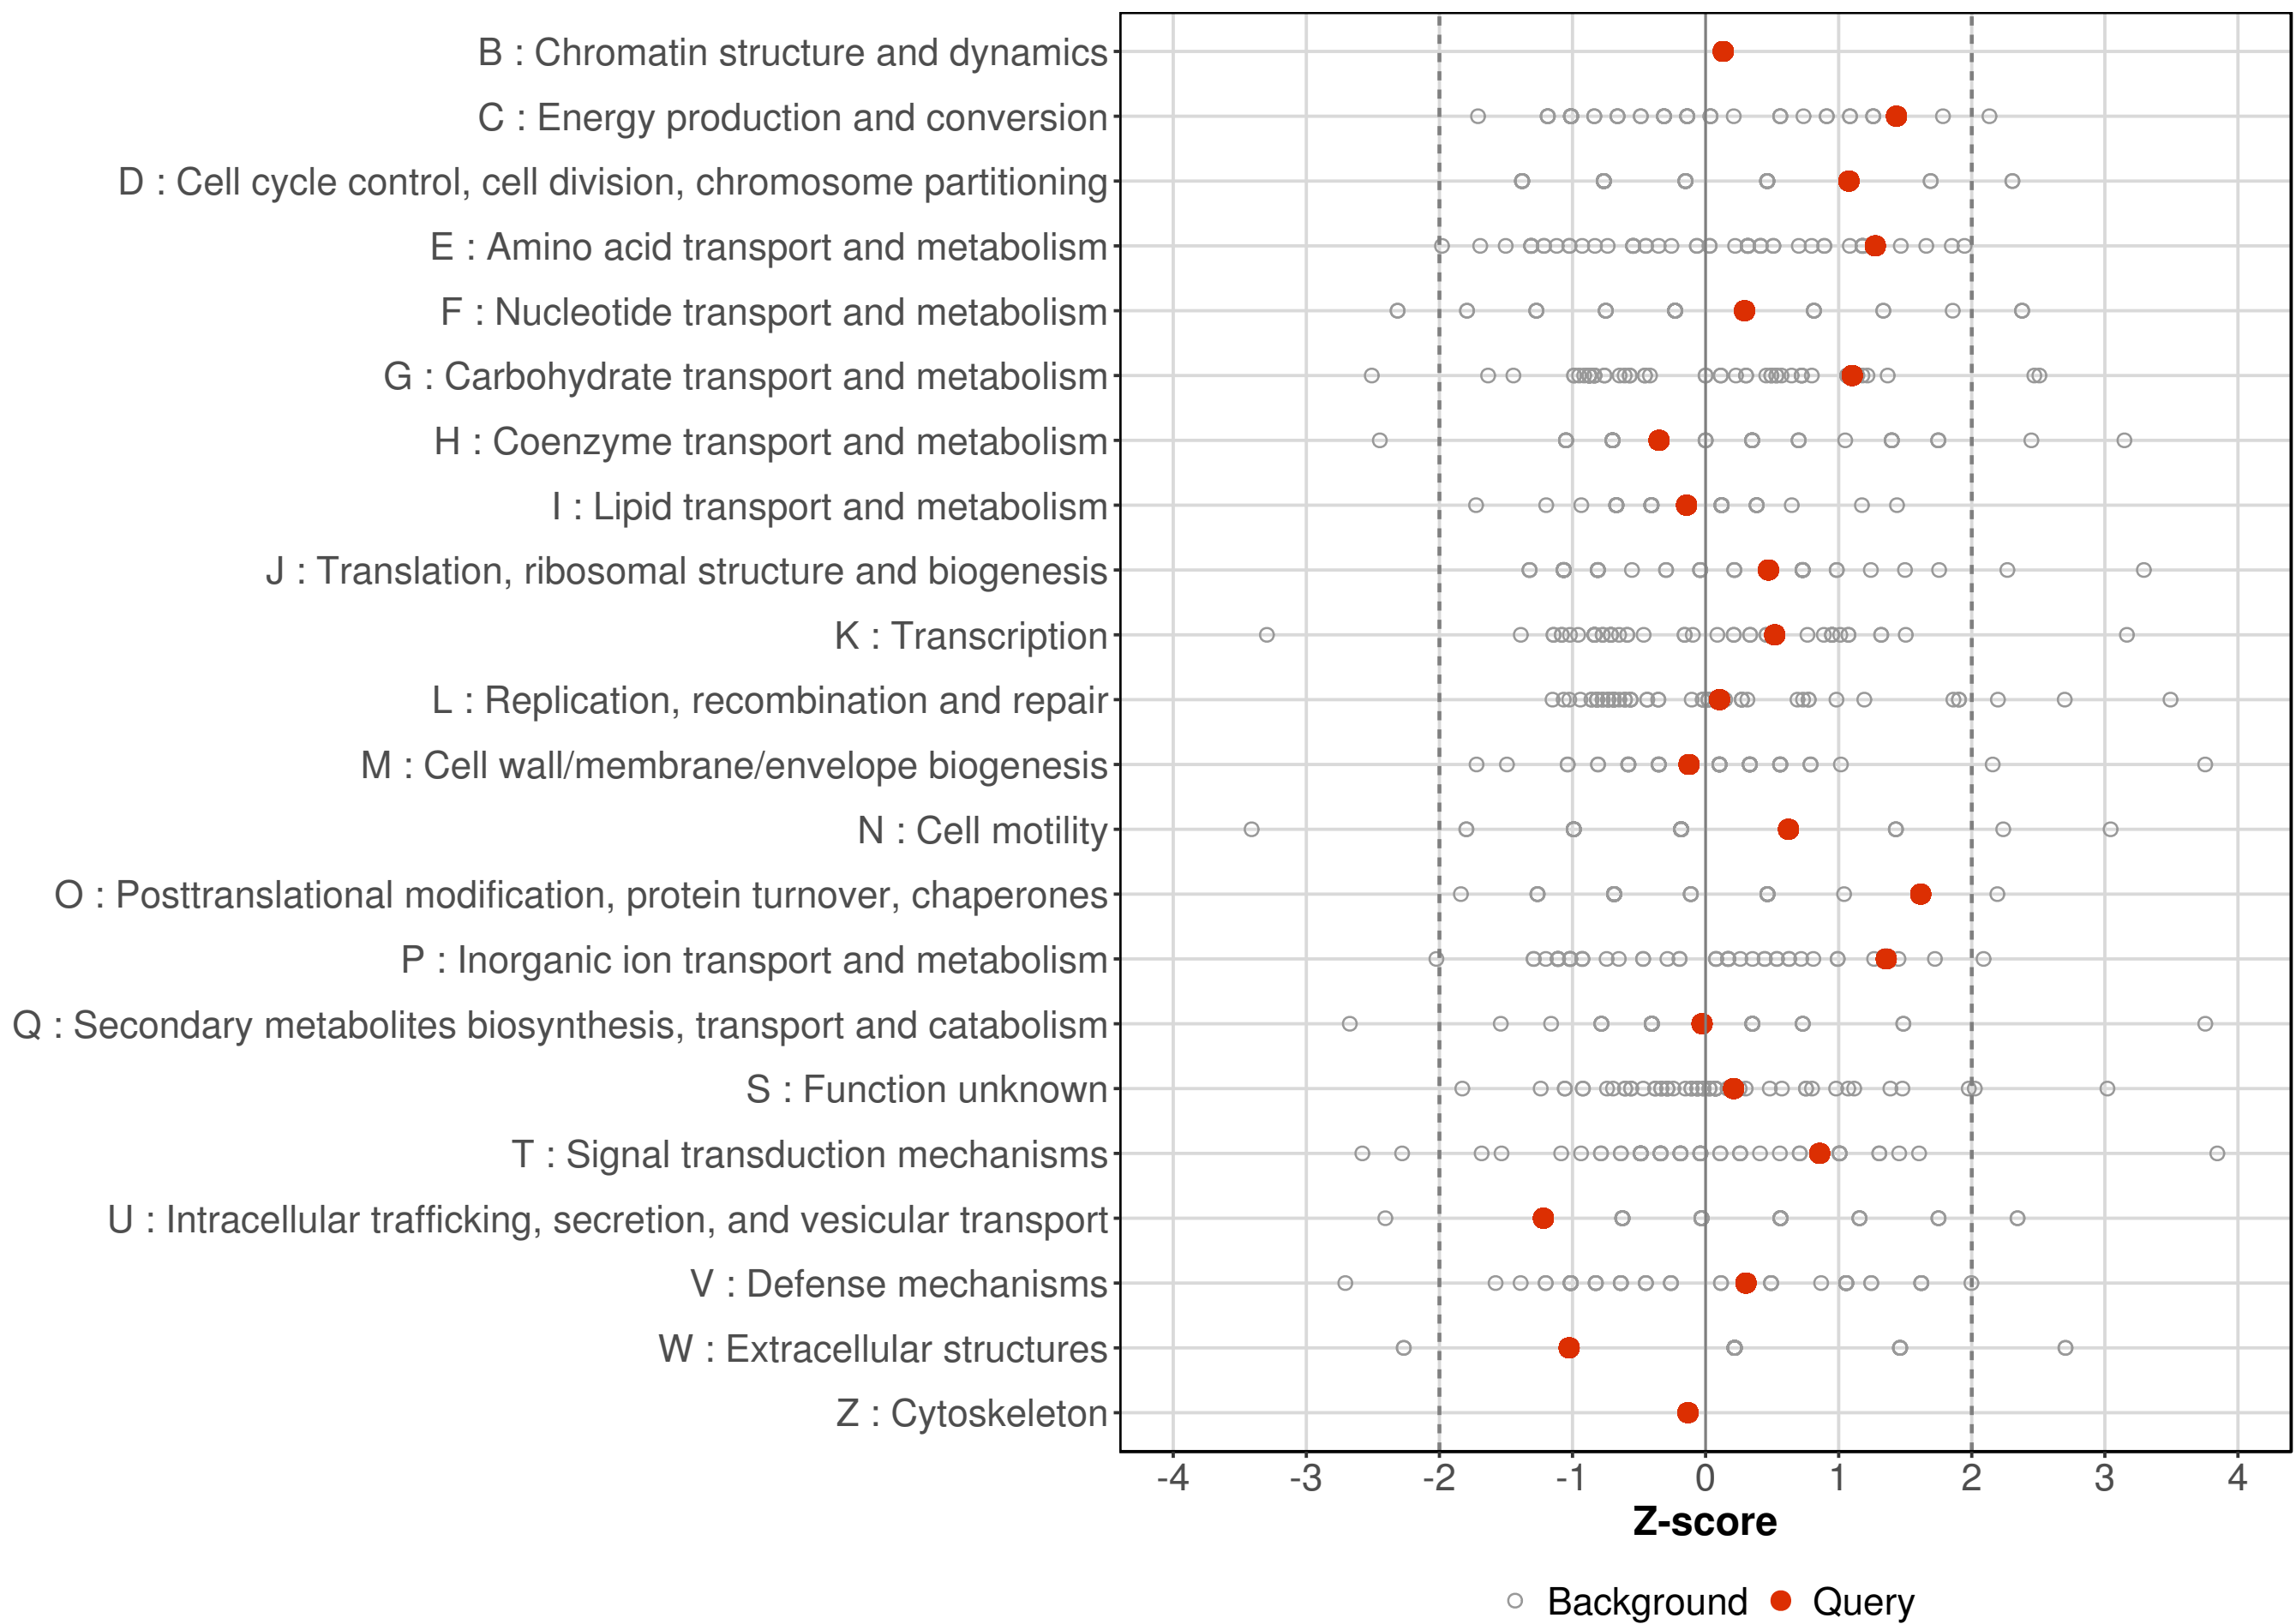 B : Chromatin structure and dynamics
C : Energy production and conversion
D : Cell cycle control, cell division, chromosome partitioning
E : Amino acid transport and metabolism
F : Nucleotide transport and metabolism
G : Carbohydrate transport and metabolism
H : Coenzyme transport and metabolism
I : Lipid transport and metabolism
J : Translation, ribosomal structure and biogenesis
K : Transcription
L : Replication, recombination and repair
M : Cell wall/membrane/envelope biogenesis
N : Cell motility
O : Posttranslational modification, protein turnover, chaperones
P : Inorganic ion transport and metabolism
Q : Secondary metabolites biosynthesis, transport and catabolism
S : Function unknown
T : Signal transduction mechanisms
U : Intracellular trafficking, secretion, and vesicular transport
V : Defense mechanisms
W : Extracellular structures
Z : Cytoskeleton
-4 -3 -2 -1 0 1 2 3 4
Z-score
Background Query